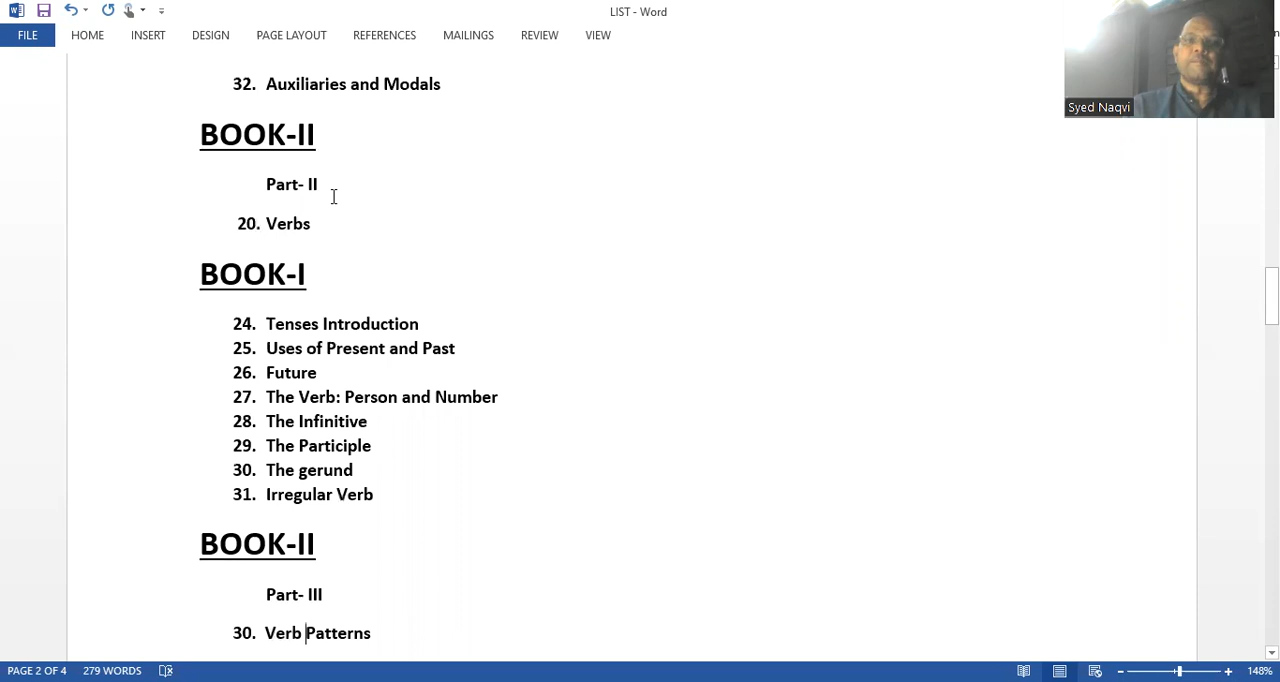 LIST - Word
FILE HOME INSERT DESIGN PAGE LAYOUT REFERENCES MAILINGS REVIEW VIEW
Syed Naqvi
32. Auxiliaries and Modals
BOOK-II
Part- II
20. Verbs
BOOK-I
24. Tenses Introduction
25. Uses of Present and Past
26. Future
27. The Verb: Person and Number
28. The Infinitive
29. The Participle
30. The gerund
31. Irregular Verb
BOOK-II
Part- III
30. Verb Patterns
PAGE 2 OF 4 279 WORDS 148%